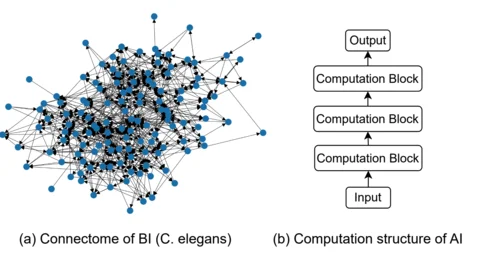 Output
Computation Block
Computation Block
Computation Block
Input
(a) Connectome of BI (C. elegans)
(b) Computation structure of AI